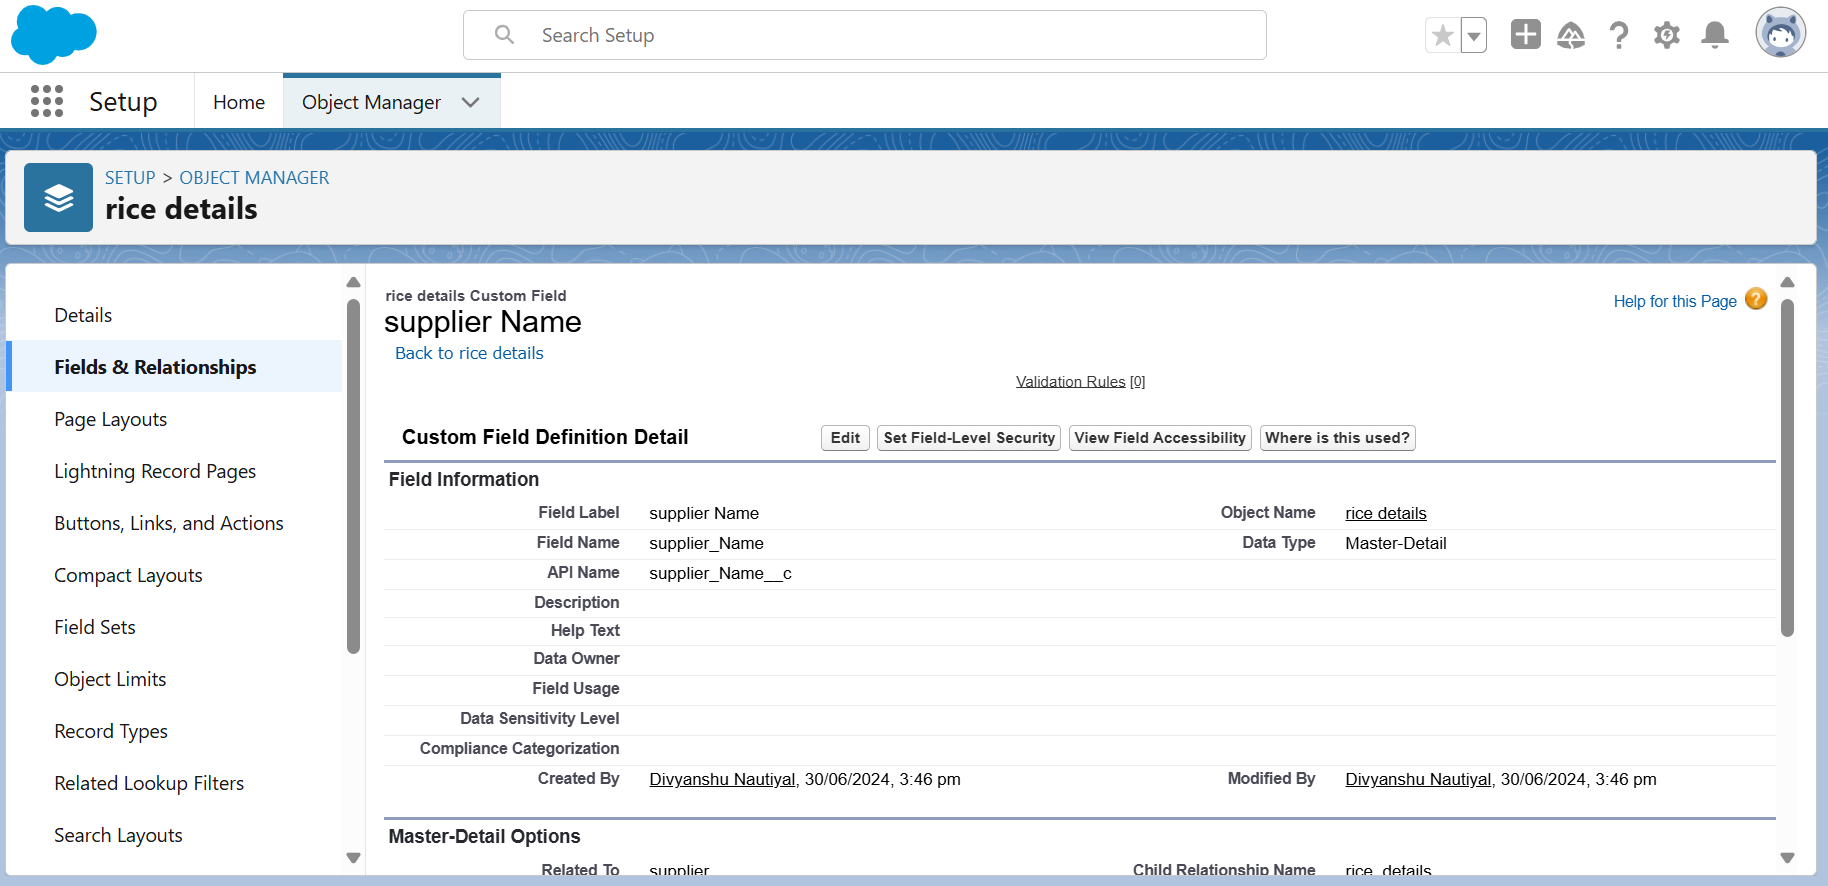 Search Setup
Setup
Home
Object Manager
SETUP > OBJECT MANAGER
rice details
Details
Fields & Relationships
Page Layouts
Lightning Record Pages
Buttons, Links, and Actions
Compact Layouts
Field Sets
Object Limits
Record Types
Related Lookup Filters
Search Layouts
rice details Custom Field
supplier Name
Back to rice details
Help for this Page ?
Validation Rules [0]
Custom Field Definition Detail
Edit Set Field-Level Security View Field Accessibility Where is this used?
Field Information
Field Label supplier Name Object Name rice details
Field Name supplier_Name Data Type Master-Detail
API Name supplier_Name__c
Description
Help Text
Data Owner
Field Usage
Data Sensitivity Level
Compliance Categorization
Created By Divyanshu Nautiyal, 30/06/2024, 3:46 pm Modified By Divyanshu Nautiyal, 30/06/2024, 3:46 pm
Master-Detail Options
Related To supplier Child Relationship Name rice_details